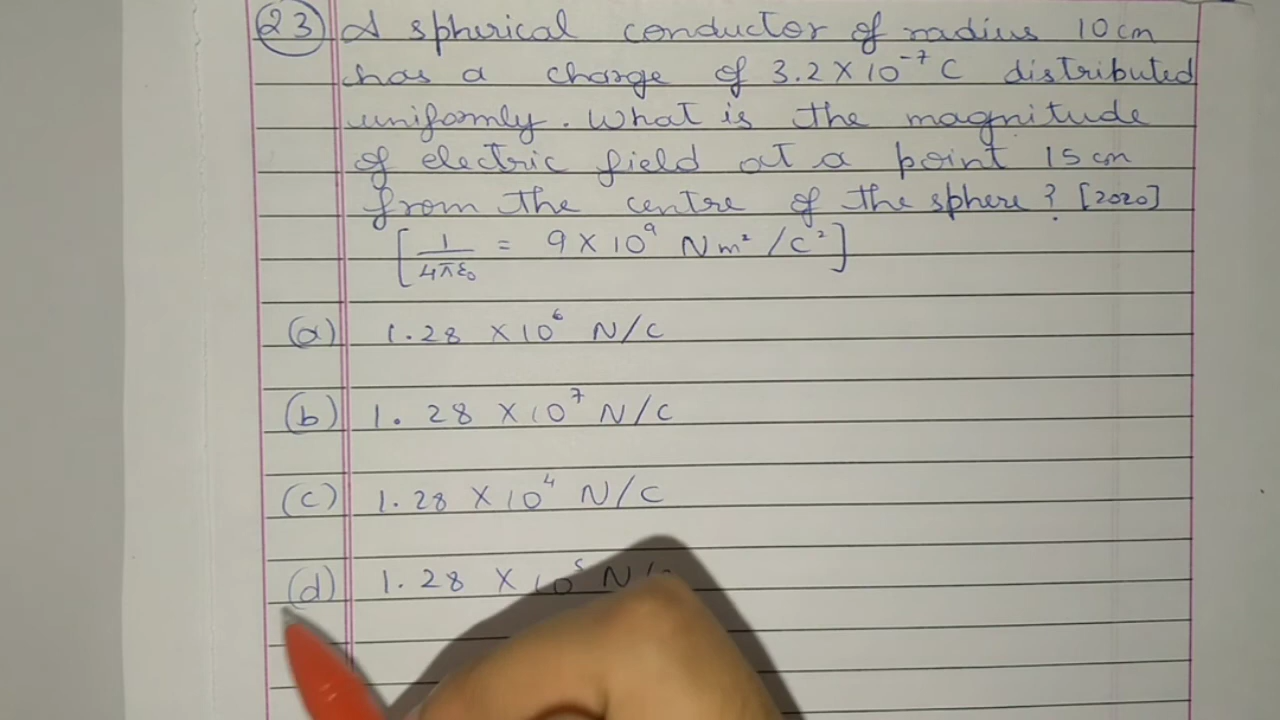 23 A spherical conductor of radius 10 cm
has a charge of 3.2 X 10⁻⁷ C distributed
uniformly. What is the magnitude
of electric field at a point 15 cm
from the centre of the sphere ? [2020]
[1/4πε₀ = 9 X 10⁹ Nm²/C²]
(a) 1.28 X 10⁶ N/C
(b) 1. 28 X 10⁷ N/C
(c) 1.28 X 10⁴ N/C
(d) 1.28 X 10⁵ N/